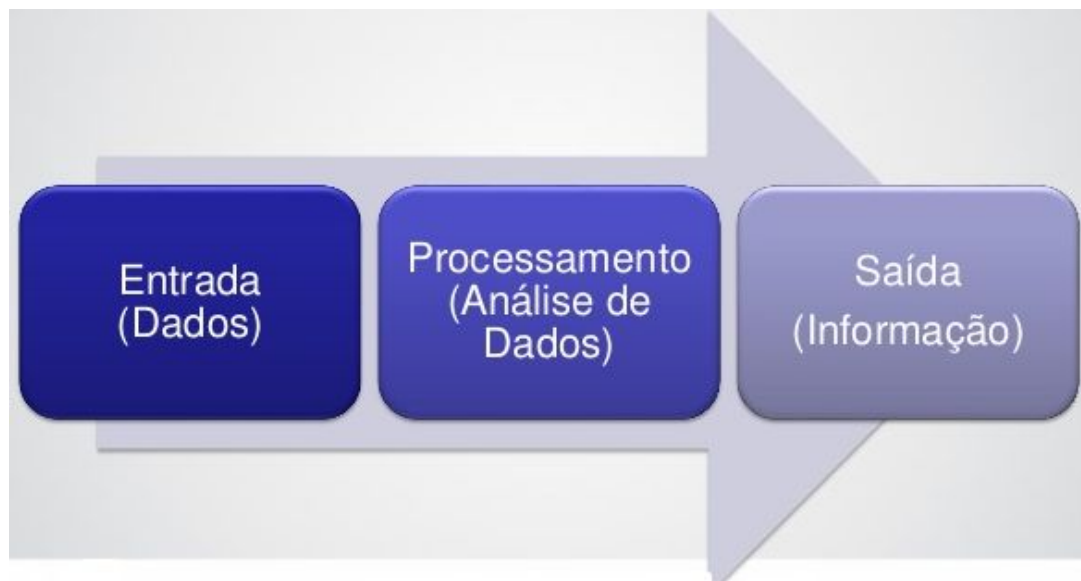 Entrada
(Dados)
Processamento
(Análise de
Dados)
Saída
(Informação)